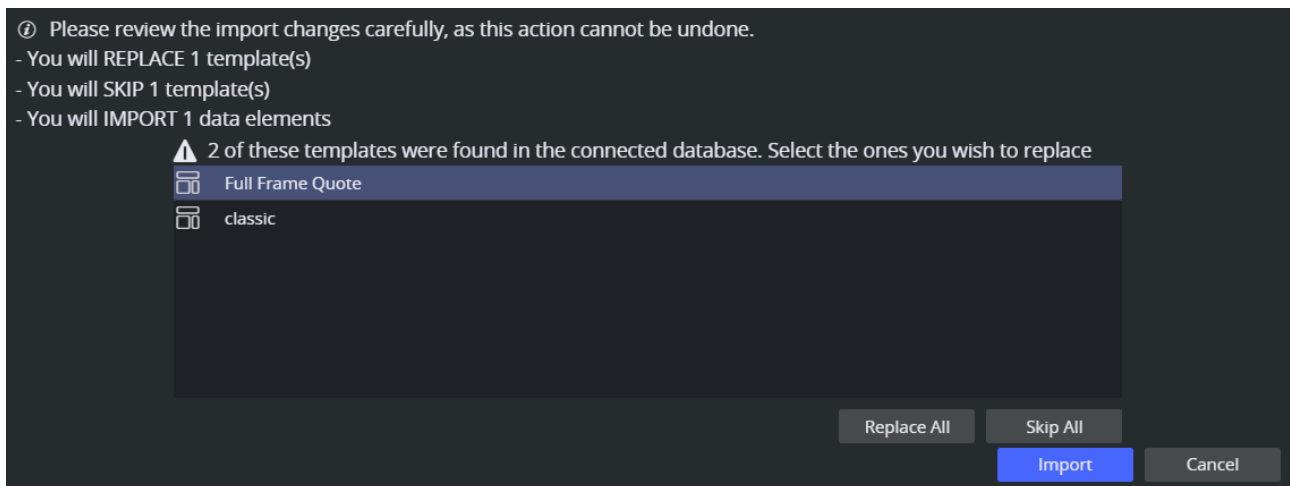 Please review the import changes carefully, as this action cannot be undone.
- You will REPLACE 1 template(s)
- You will SKIP 1 template(s)
- You will IMPORT 1 data elements
2 of these templates were found in the connected database. Select the ones you wish to replace
Full Frame Quote
classic
Replace All
Skip All
Import
Cancel